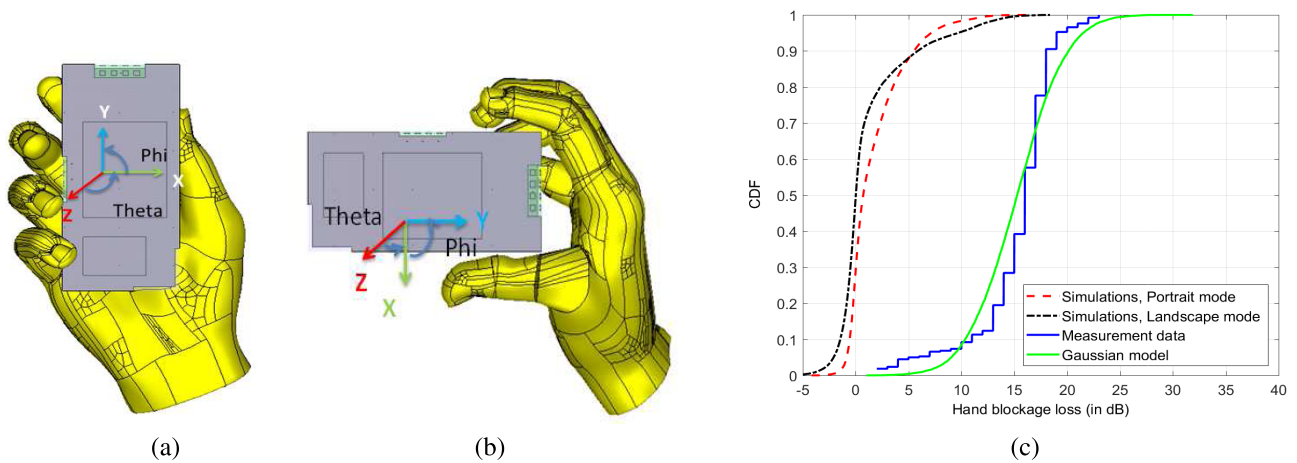 Y
Phi
X
Z
Theta
(a)
Theta
Y
Phi
Z
X
(b)
1
0.9
0.8
0.7
0.6
0.5
0.4
0.3
0.2
0.1
0
CDF
Simulations, Portrait mode
Simulations, Landscape mode
Measurement data
Gaussian model
-5 0 5 10 15 20 25 30 35 40
Hand blockage loss (in dB)
(c)